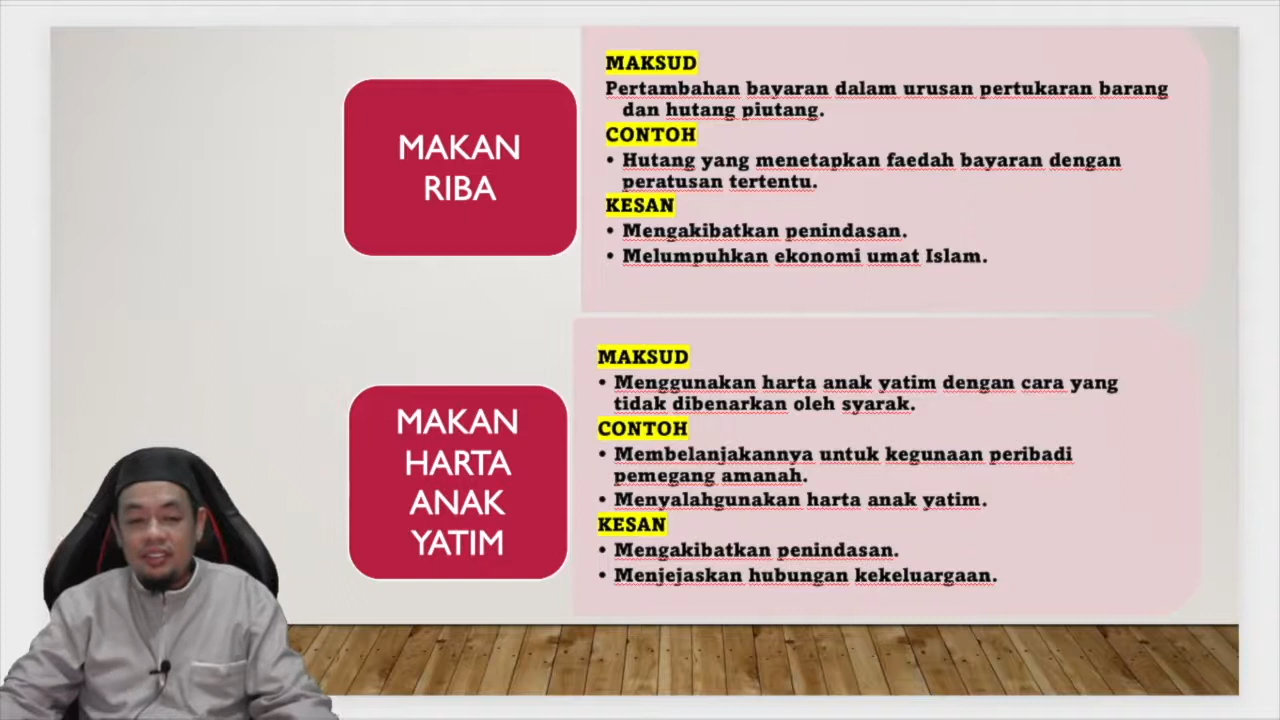 MAKAN
RIBA
MAKSUD
Pertambahan bayaran dalam urusan pertukaran barang
dan hutang piutang.
CONTOH
• Hutang yang menetapkan faedah bayaran dengan
peratusan tertentu.
KESAN
• Mengakibatkan penindasan.
• Melumpuhkan ekonomi umat Islam.
MAKAN
HARTA
ANAK
YATIM
MAKSUD
• Menggunakan harta anak yatim dengan cara yang
tidak dibenarkan oleh syarak.
CONTOH
• Membelanjakannya untuk kegunaan peribadi
pemegang amanah.
• Menyalahgunakan harta anak yatim.
KESAN
• Mengakibatkan penindasan.
• Menjejaskan hubungan kekeluargaan.